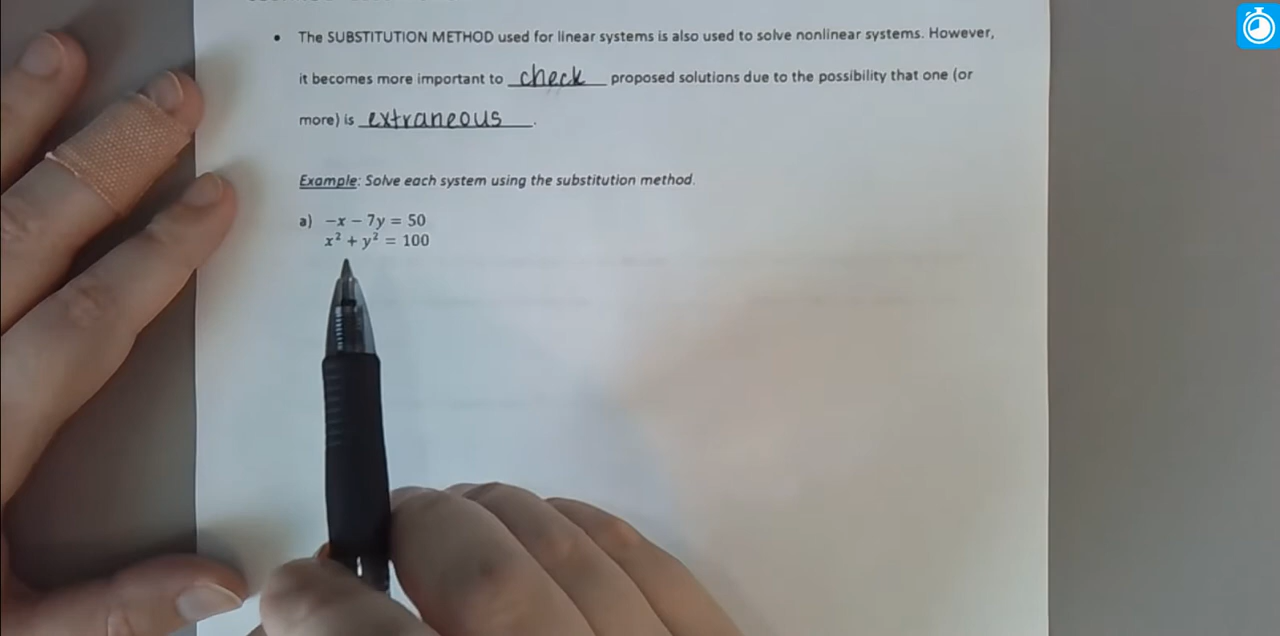 • The SUBSTITUTION METHOD used for linear systems is also used to solve nonlinear systems. However,
it becomes more important to check proposed solutions due to the possibility that one (or
more) is extraneous.
Example: Solve each system using the substitution method.
a) −x − 7y = 50
x² + y² = 100